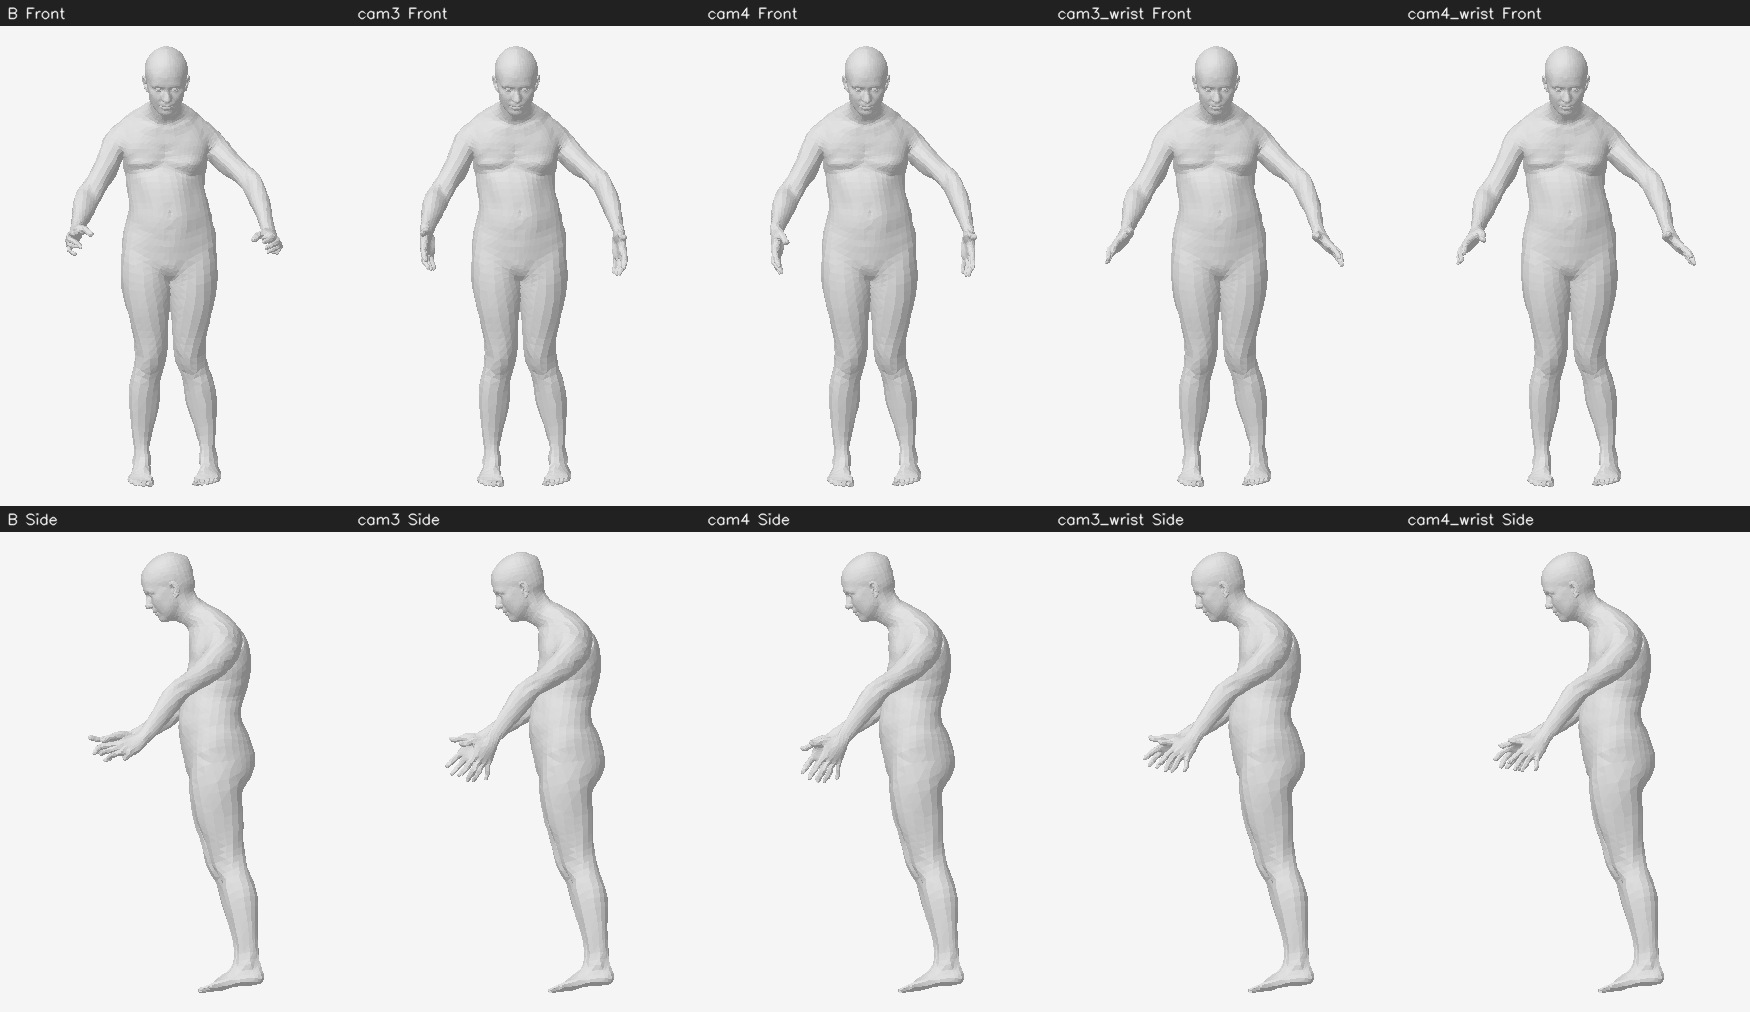 B Front
cam3 Front
cam4 Front
cam3_wrist Front
cam4_wrist Front
B Side
cam3 Side
cam4 Side
cam3_wrist Side
cam4_wrist Side